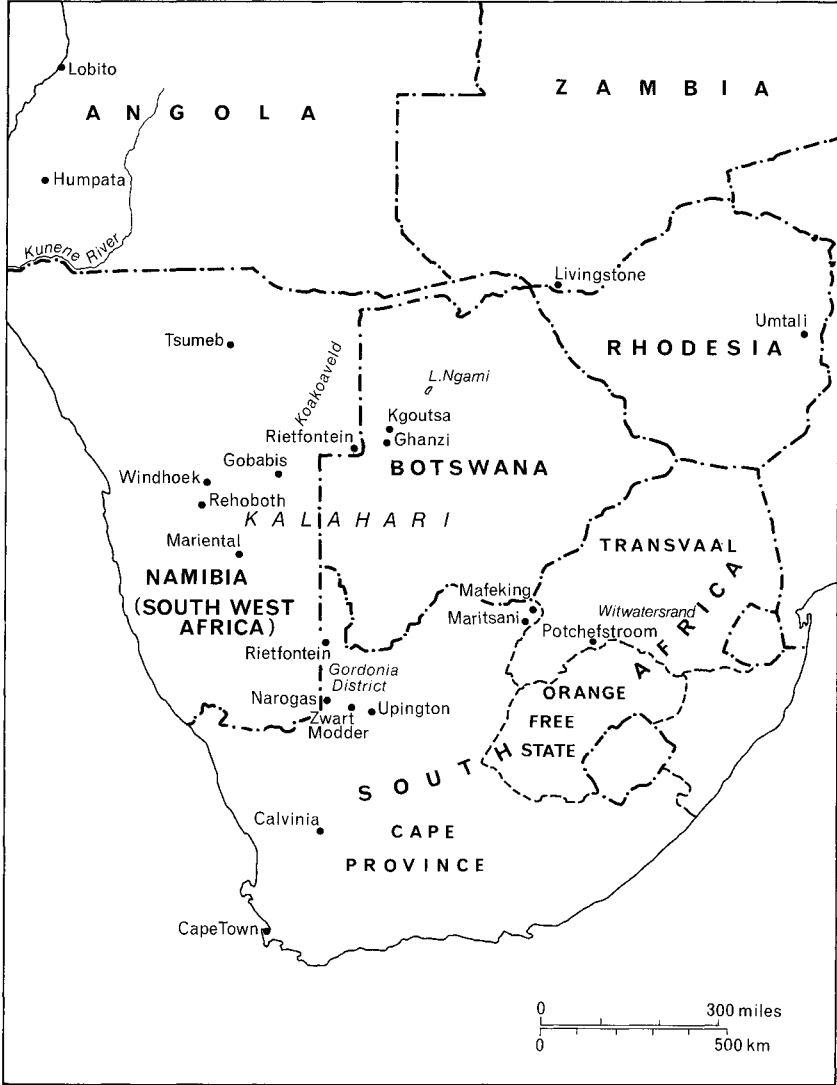 Lobito
ANGOLA
ZAMBIA
Humpata
Kunene River
Livingstone
Umtali
Tsumeb
RHODESIA
Koakoaveld
L.Ngami
Kgoutsa
Rietfontein
Ghanzi
Gobabis
BOTSWANA
Windhoek
Rehoboth
KALAHARI
Mariental
TRANSVAAL
NAMIBIA
(SOUTH WEST
AFRICA)
Mafeking
Maritsani
Witwatersrand
Potchefstroom
Rietfontein
Gordonia
District
SOUTH AFRICA
ORANGE
FREE
STATE
Narogas
Zwart
Modder
Upington
Calvinia
CAPE
PROVINCE
Cape Town
0 300 miles
0 500 km